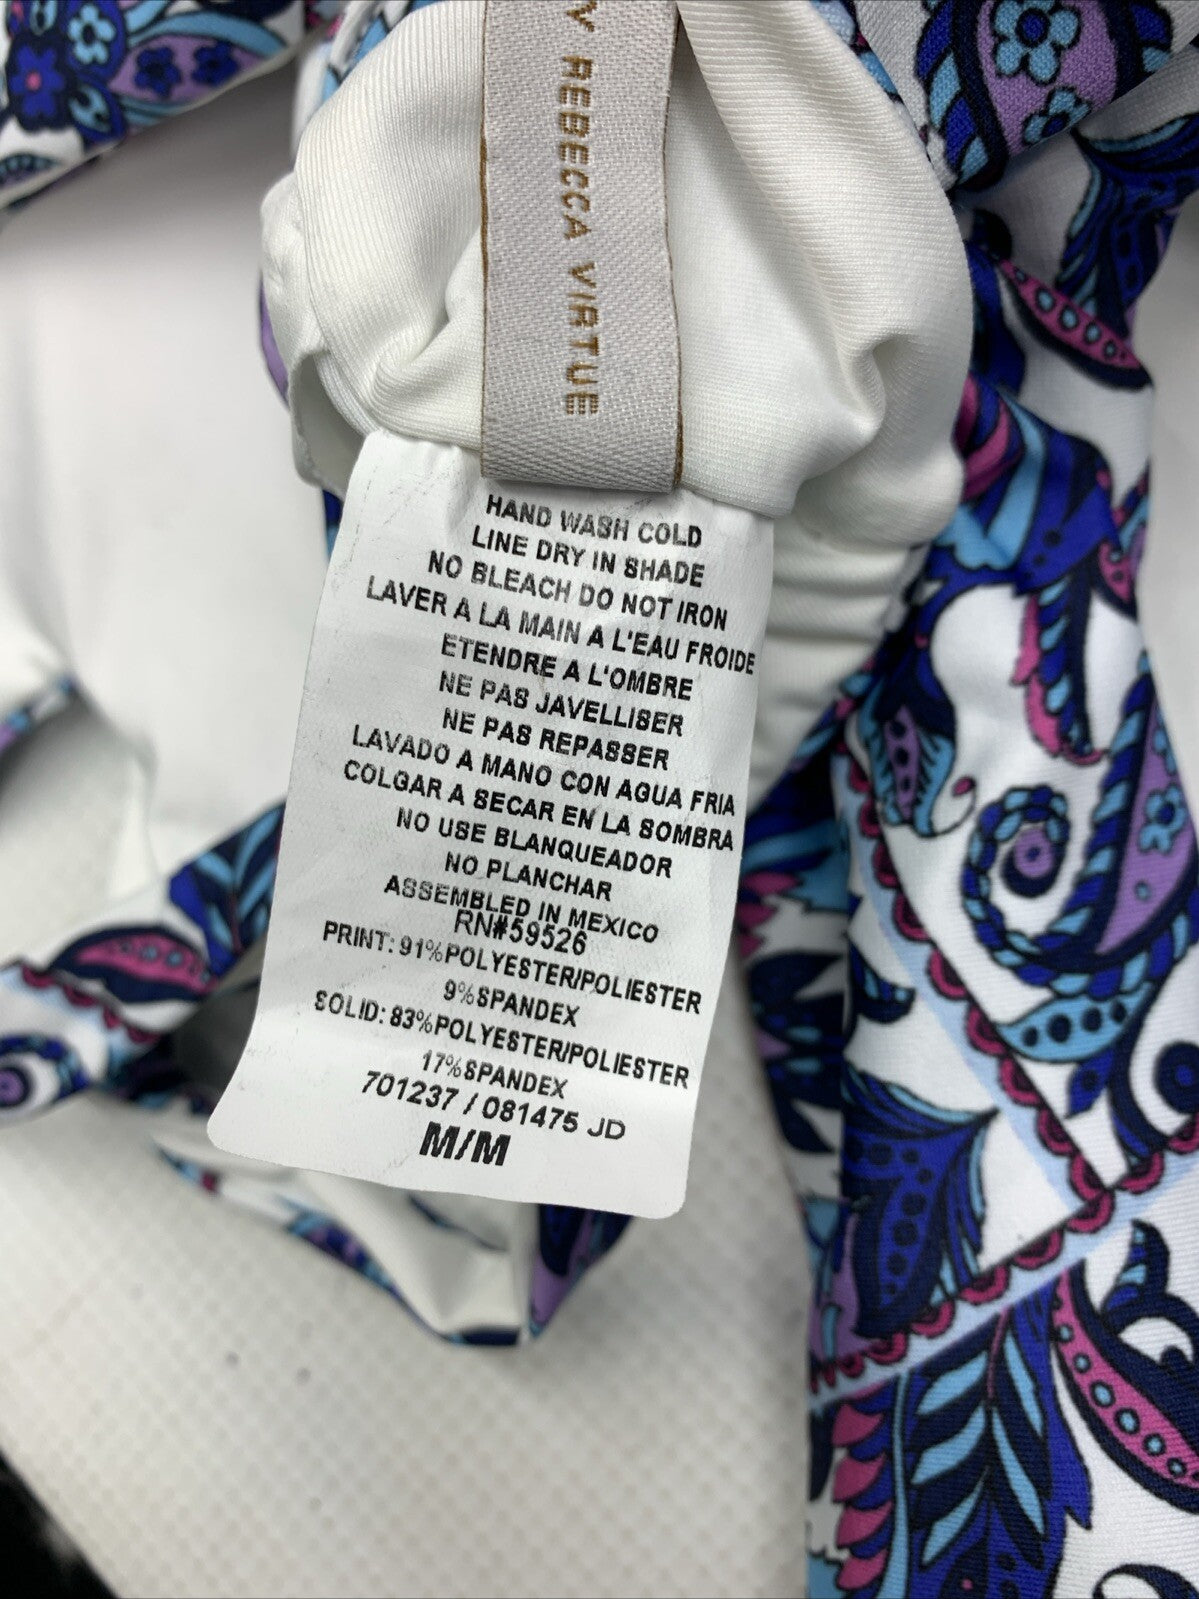 Y REBECCA VIRTUE
HAND WASH COLD
LINE DRY IN SHADE
NO BLEACH DO NOT IRON
LAVER A LA MAIN A L'EAU FROIDE
ETENDRE A L'OMBRE
NE PAS JAVELLISER
NE PAS REPASSER
LAVADO A MANO CON AGUA FRIA
COLGAR A SECAR EN LA SOMBRA
NO USE BLANQUEADOR
NO PLANCHAR
ASSEMBLED IN MEXICO
RN#59526
PRINT: 91%POLYESTER/POLIESTER
9%SPANDEX
SOLID: 83%POLYESTER/POLIESTER
17%SPANDEX
701237 / 081475 JD
M/M